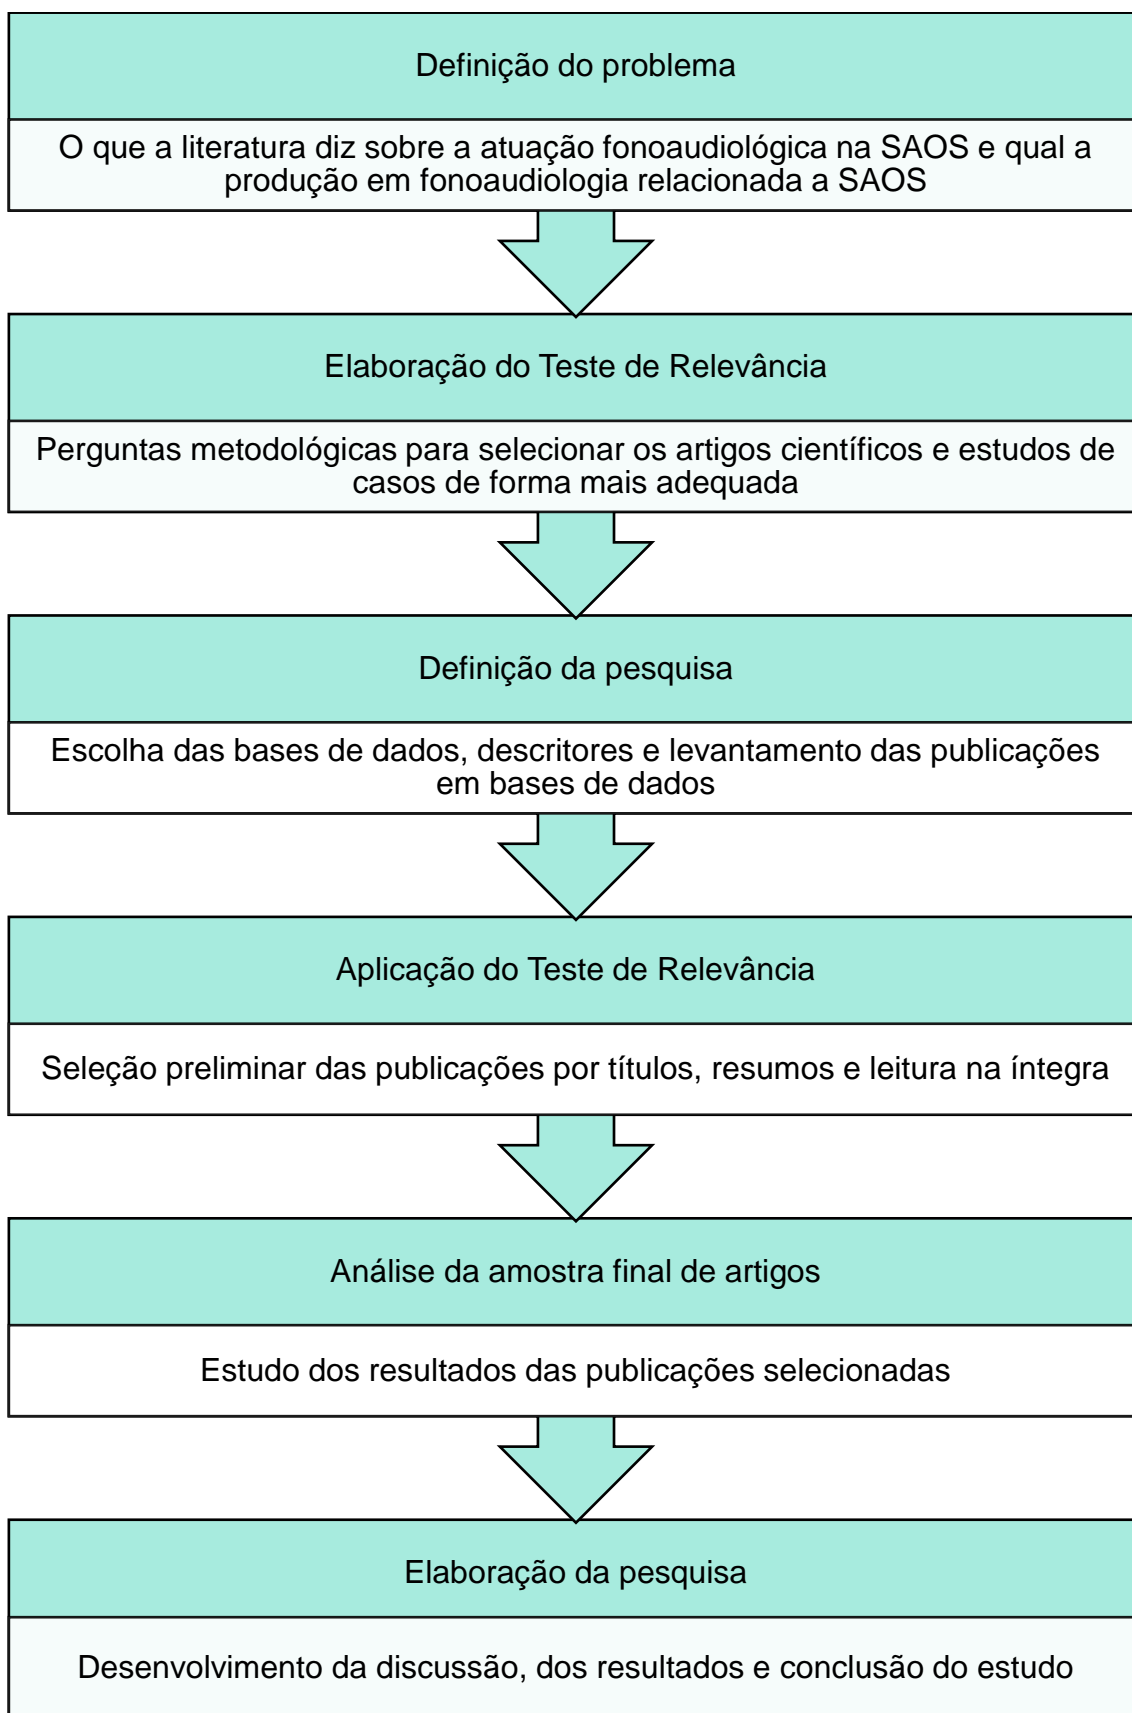 Definição do problema
O que a literatura diz sobre a atuação fonoaudiológica na SAOS e qual a
produção em fonoaudiologia relacionada a SAOS
Elaboração do Teste de Relevância
Perguntas metodológicas para selecionar os artigos científicos e estudos de
casos de forma mais adequada
Definição da pesquisa
Escolha das bases de dados, descritores e levantamento das publicações
em bases de dados
Aplicação do Teste de Relevância
Seleção preliminar das publicações por títulos, resumos e leitura na íntegra
Análise da amostra final de artigos
Estudo dos resultados das publicações selecionadas
Elaboração da pesquisa
Desenvolvimento da discussão, dos resultados e conclusão do estudo